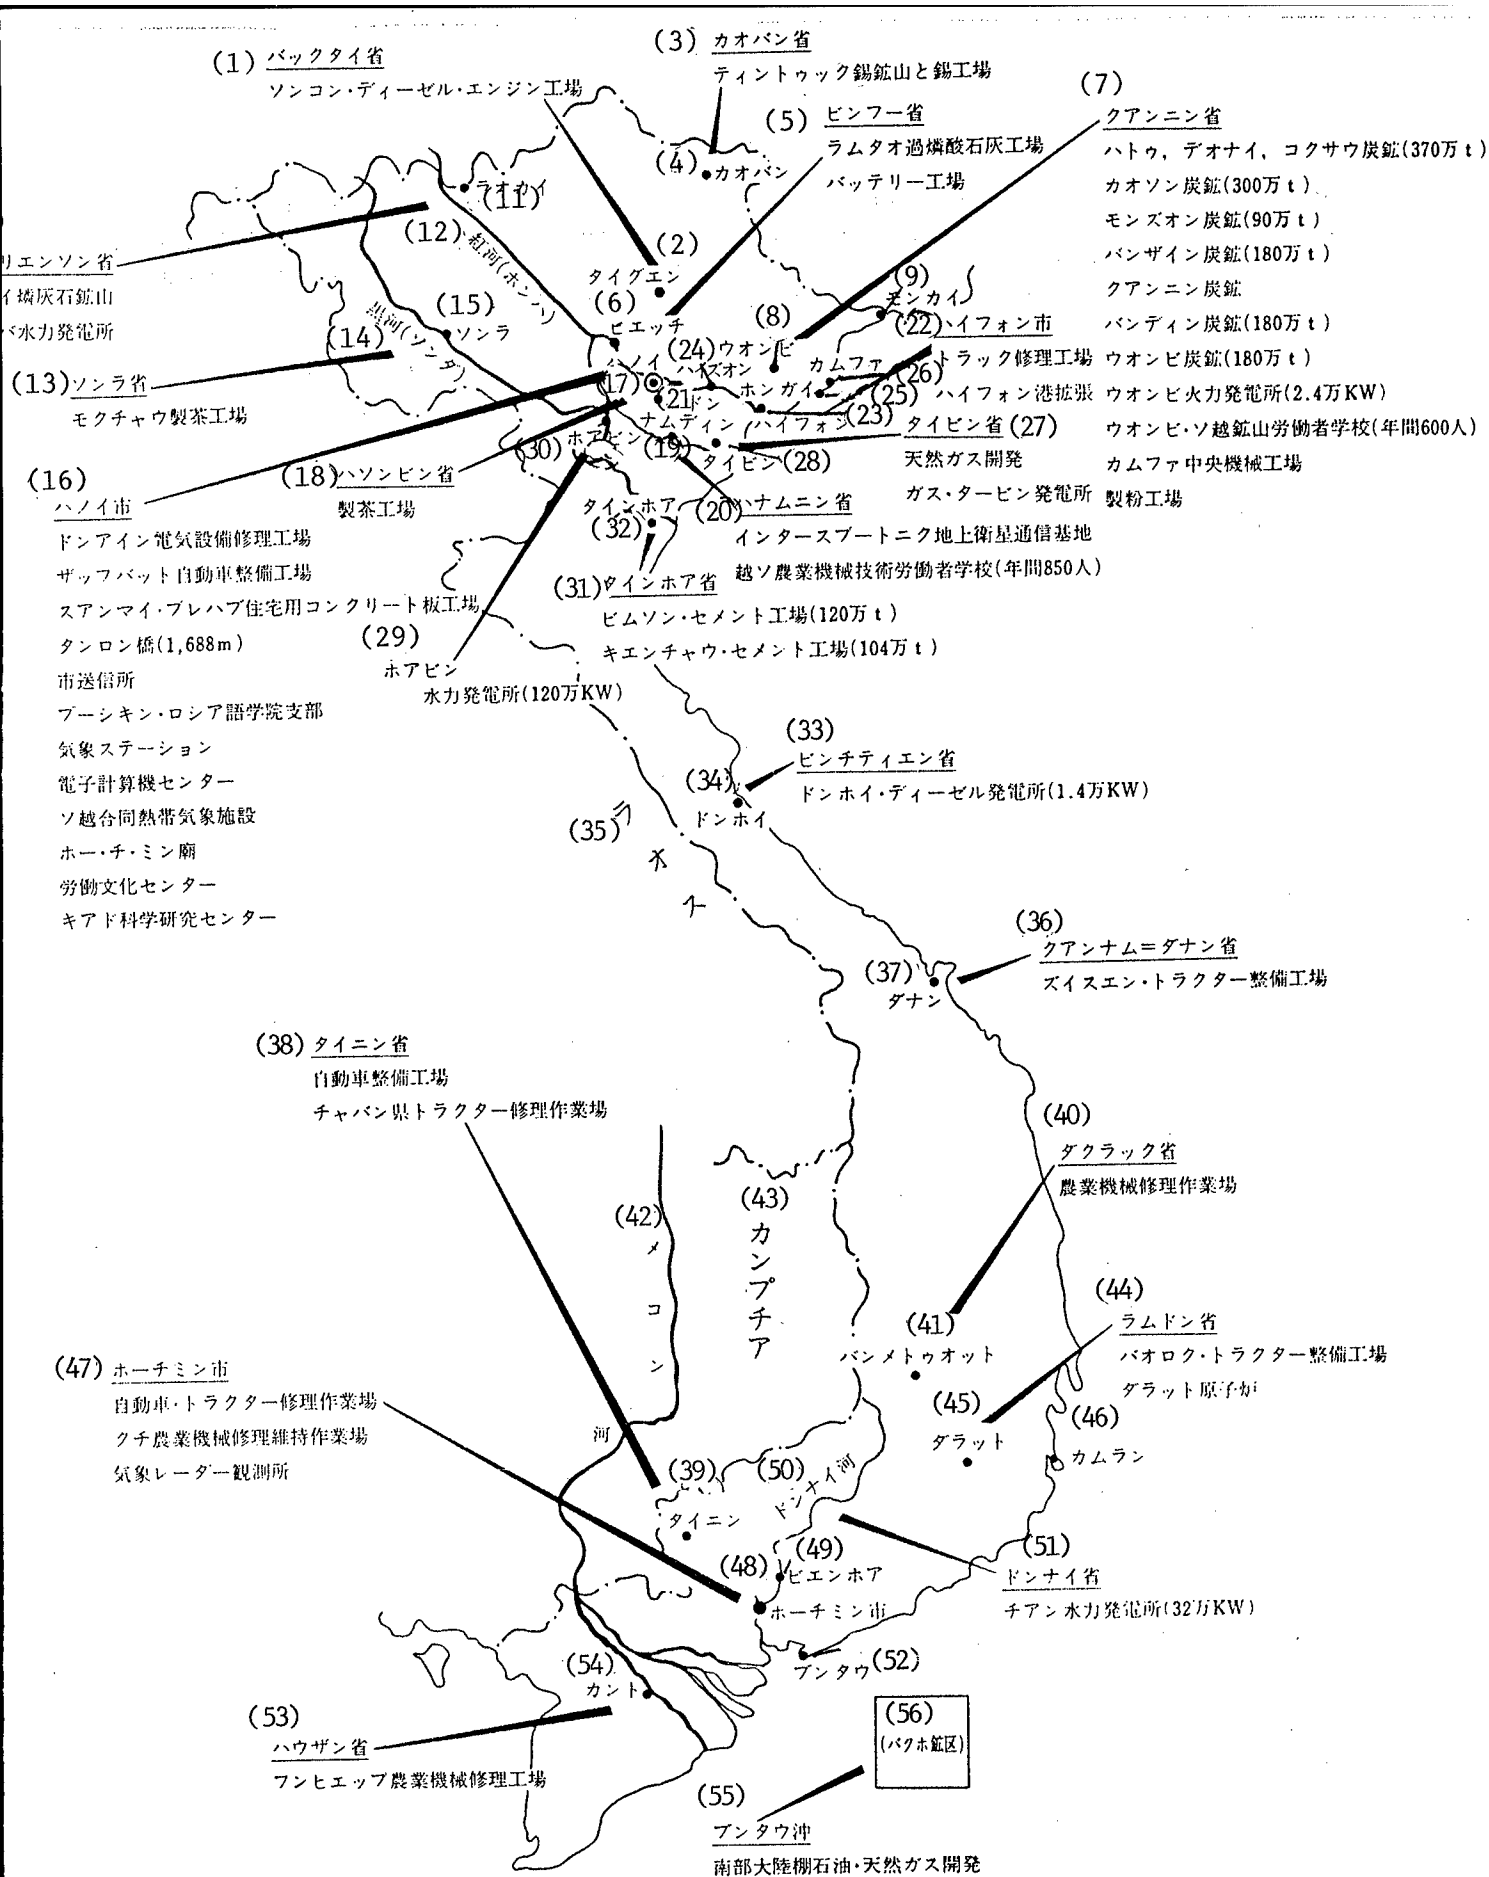 (1) バックタイ省
ソンコン・ディーゼル・エンジン工場
(3) カオバン省
ティントゥック錫鉱山と錫工場
(5) ビンフー省
ラムタオ過燐酸石灰工場
バッテリー工場
(7)
クアンニン省
ハトゥ, デオナイ, コクサウ炭鉱(370万t)
カオソン炭鉱(300万t)
モンズオン炭鉱(90万t)
バンザイン炭鉱(180万t)
クアンニン炭鉱
バンディン炭鉱(180万t)
ウオンビ炭鉱(180万t)
ウオンビ火力発電所(2.4万KW)
ウオンビ・ソ越鉱山労働者学校(年間600人)
カムファ中央機械工場
製粉工場
(4) カオバン
ラオカイ
(11)
(12) 紅河(ホンハ)
(2)
タイグエン
(6)
ビエッチ
リエンソン省
イ燐灰石鉱山
バ水力発電所
黒河(ソンダ)
(15)
ソンラ
(14)
(13) ソンラ省
モクチャウ製茶工場
(8)
(24) ウオンビ
(9)
モンカイ
(22) ハイフォン市
トラック修理工場
(25) ハイフォン港拡張
(26)
カムファ
ホンガイ
ハイフォン (23)
ハノイ
(17)
ハイズオン
(21) ドン
ナムディン
(19)
ホアビン
(30)
タイビン (28)
タイビン省 (27)
天然ガス開発
ガス・タービン発電所
(16)
ハノイ市
ドンアイン電気設備修理工場
ザップバット自動車整備工場
スアンマイ・プレハブ住宅用コンクリート板工場
タンロン橋(1,688m)
市送信所
プーシキン・ロシア語学院支部
気象ステーション
電子計算機センター
ソ越合同熱帯気象施設
ホー・チ・ミン廟
労働文化センター
キアド科学研究センター
(18) ハソンビン省
製茶工場
タインホア
(32)
(20) ハナムニン省
インタースプートニク地上衛星通信基地
越ソ農業機械技術労働者学校(年間850人)
(31) タインホア省
ビムソン・セメント工場(120万t)
キエンチャウ・セメント工場(104万t)
(29)
ホアビン
水力発電所(120万KW)
(33)
ビンチティエン省
ドンホイ・ディーゼル発電所(1.4万KW)
(34)
ドンホイ
(35) ラオス
(36)
クアンナム=ダナン省
ズイスエン・トラクター整備工場
(37)
ダナン
(38) タイニン省
自動車整備工場
チャバン県トラクター修理作業場
(40)
ダクラック省
農業機械修理作業場
(42)
メコン河
(43)
カンプチア
(41)
バンメトゥオット
(44)
ラムドン省
バオロク・トラクター整備工場
ダラット原子炉
(45)
ダラット
(46)
カムラン
(47) ホーチミン市
自動車・トラクター修理作業場
クチ農業機械修理維持作業場
気象レーダー観測所
(39)
タイニン
(50)
ドンナイ河
(49)
ビエンホア
(48)
ホーチミン市
(51)
ドンナイ省
チアン水力発電所(32万KW)
ブンタウ (52)
(54)
カント
(53)
ハウザン省
フンヒエップ農業機械修理工場
(56)
(バクホ鉱区)
(55)
ブンタウ沖
南部大陸棚石油・天然ガス開発